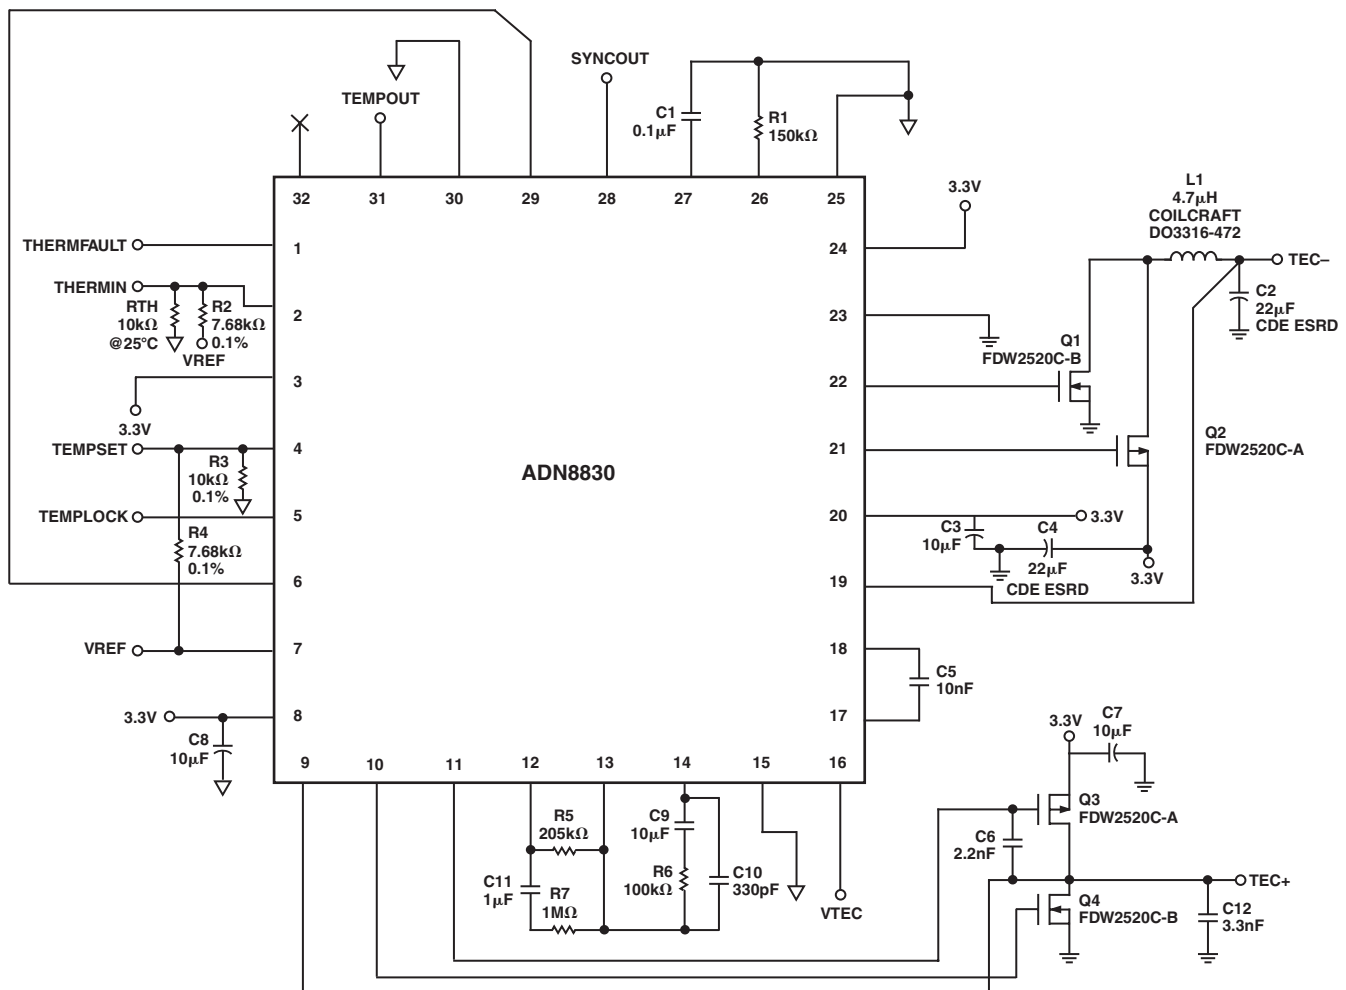 SYNCOUT
TEMPOUT
C1
0.1µF
R1
150kΩ
32
31
30
29
28
27
26
25
L1
4.7µH
COILCRAFT
DO3316-472
3.3V
THERMFAULT
1
24
TEC–
THERMIN
RTH
10kΩ
@25°C
R2
7.68kΩ
0.1%
VREF
2
23
C2
22µF
CDE ESRD
Q1
FDW2520C-B
3
22
3.3V
TEMPSET
4
21
Q2
FDW2520C-A
R3
10kΩ
0.1%
ADN8830
TEMPLOCK
5
20
3.3V
R4
7.68kΩ
0.1%
C3
10µF
C4
22µF
CDE ESRD
3.3V
6
19
VREF
7
18
C5
10nF
3.3V
8
17
C8
10µF
3.3V
C7
10µF
9
10
11
12
13
14
15
16
Q3
FDW2520C-A
R5
205kΩ
C9
10µF
C6
2.2nF
C11
1µF
R7
1MΩ
R6
100kΩ
C10
330pF
VTEC
TEC+
Q4
FDW2520C-B
C12
3.3nF